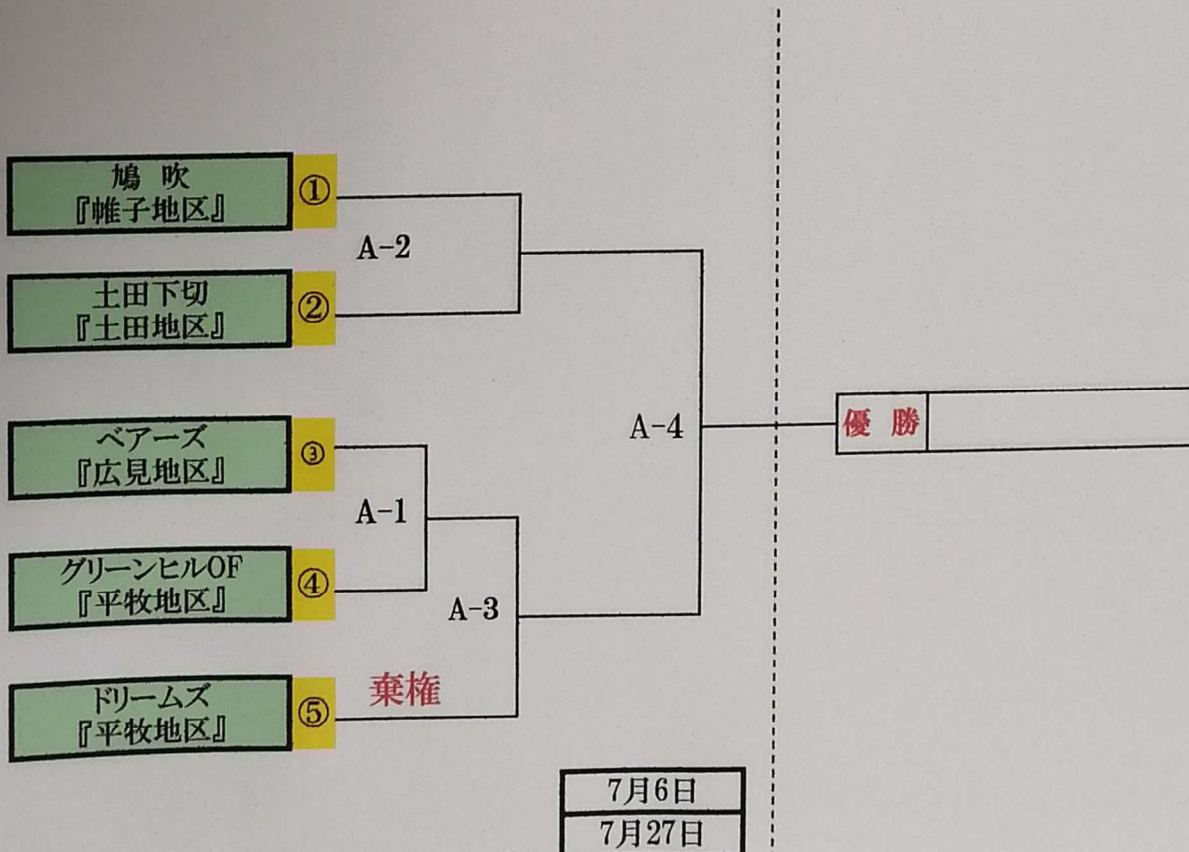 鳩 吹
『帷子地区』
①
A-2
土田下切
『土田地区』
②
A-4
優 勝
ベアーズ
『広見地区』
③
A-1
グリーンヒルOF
『平牧地区』
④
A-3
ドリームズ
『平牧地区』
⑤
棄権
7月6日
7月27日